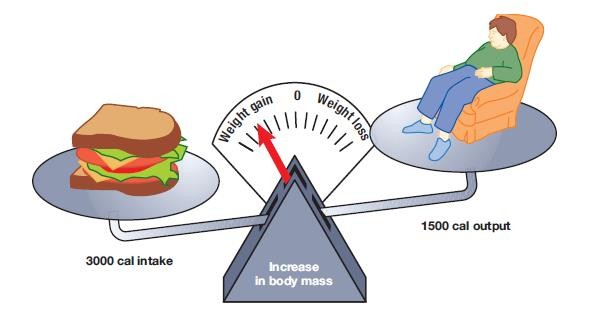 Weight gain
0
Weight loss
3000 cal intake
1500 cal output
Increase
in body mass